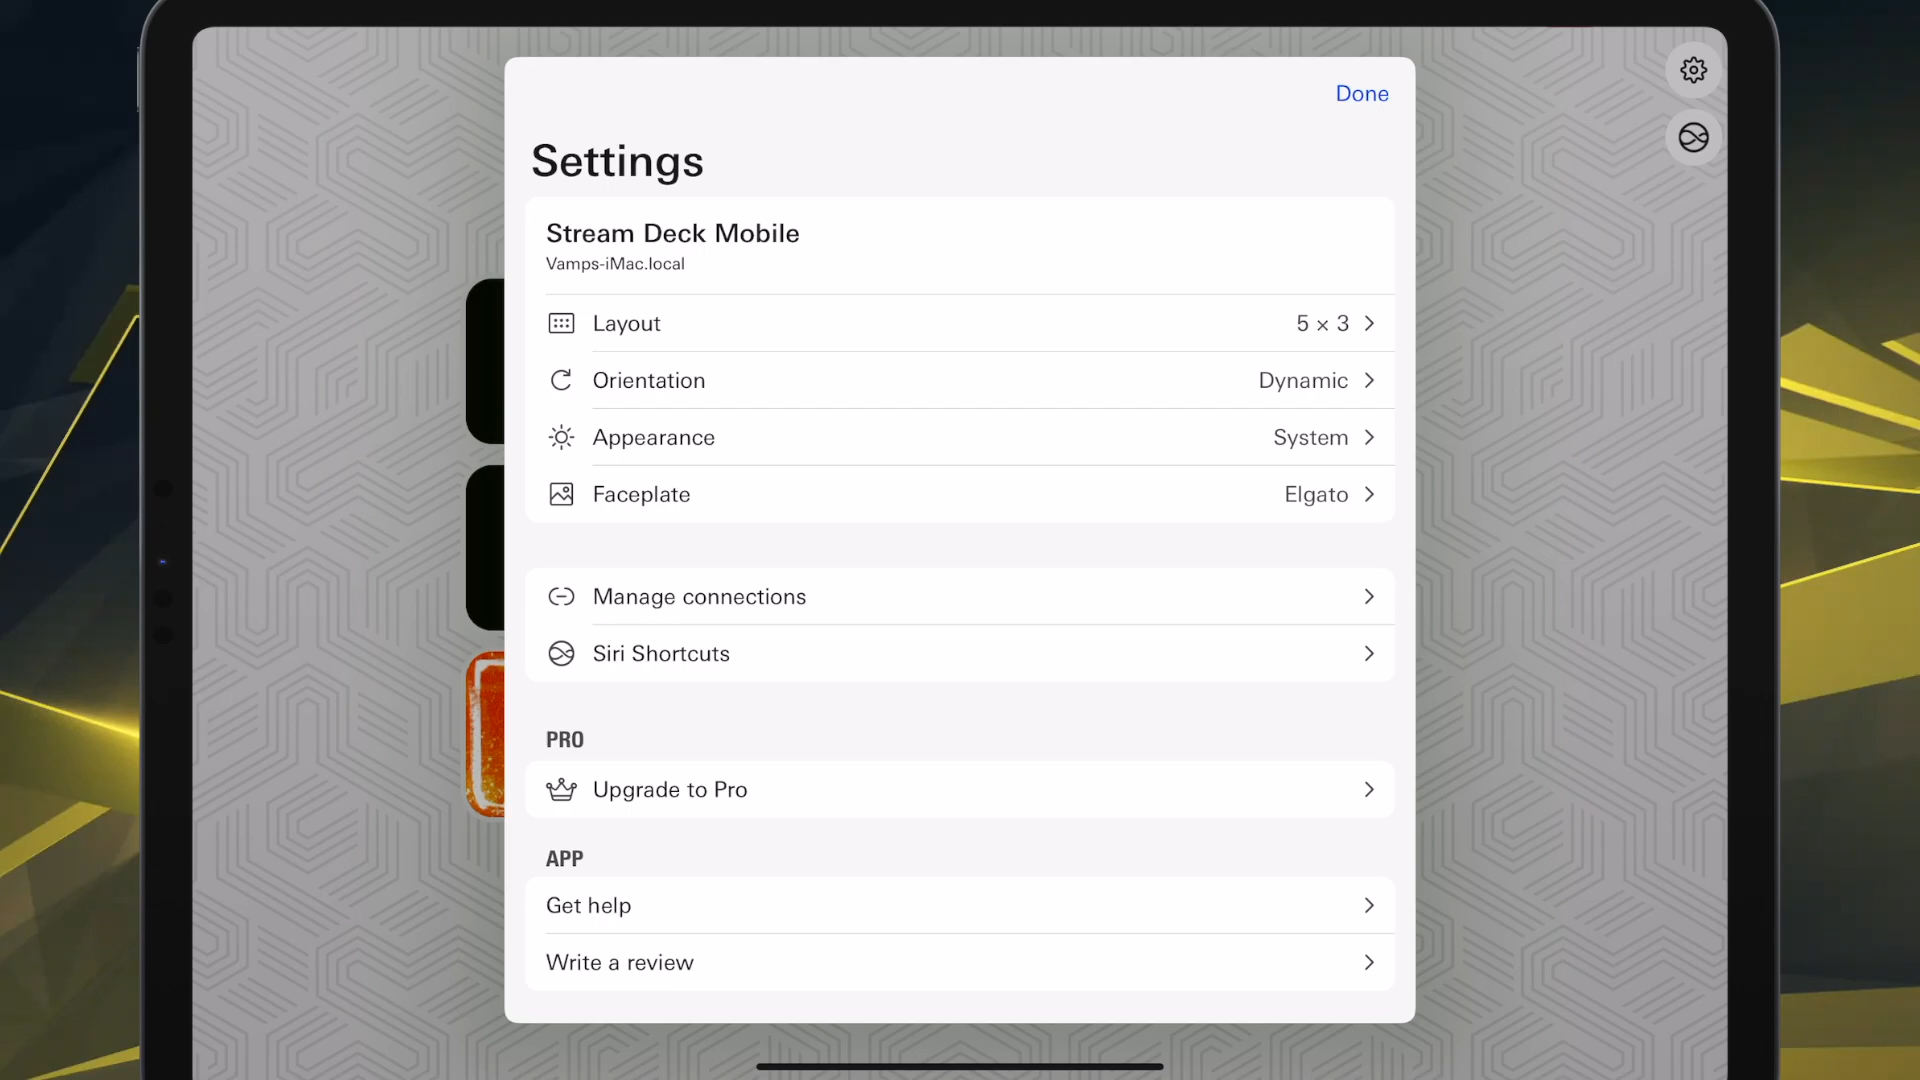 Done
Settings
Stream Deck Mobile
Vamps-iMac.local
Layout 5 × 3
Orientation Dynamic
Appearance System
Faceplate Elgato
Manage connections
Siri Shortcuts
PRO
Upgrade to Pro
APP
Get help
Write a review